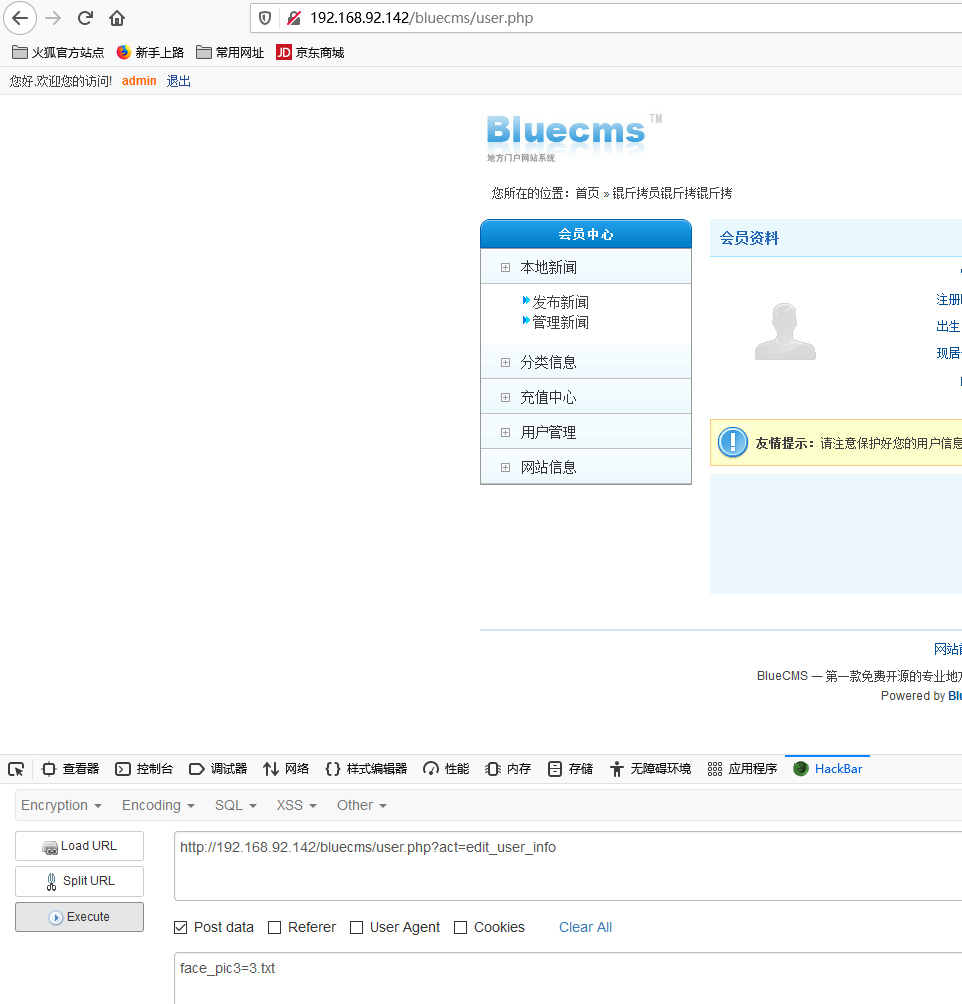 192.168.92.142/bluecms/user.php
火狐官方站点 新手上路 常用网址 JD 京东商城
您好,欢迎您的访问! admin 退出
Bluecms TM
地方门户网站系统
您所在的位置：首页 » 锟斤拷员锟斤拷锟斤拷
会员中心
会员资料
本地新闻
发布新闻
管理新闻
分类信息
充值中心
用户管理
网站信息
注册
出生
现居
友情提示：请注意保护好您的用户信息
网站
BlueCMS — 第一款免费开源的专业地
Powered by Bl
查看器 控制台 调试器 网络 样式编辑器 性能 内存 存储 无障碍环境 应用程序 HackBar
Encryption Encoding SQL XSS Other
Load URL
http://192.168.92.142/bluecms/user.php?act=edit_user_info
Split URL
Execute
Post data Referer User Agent Cookies Clear All
face_pic3=3.txt